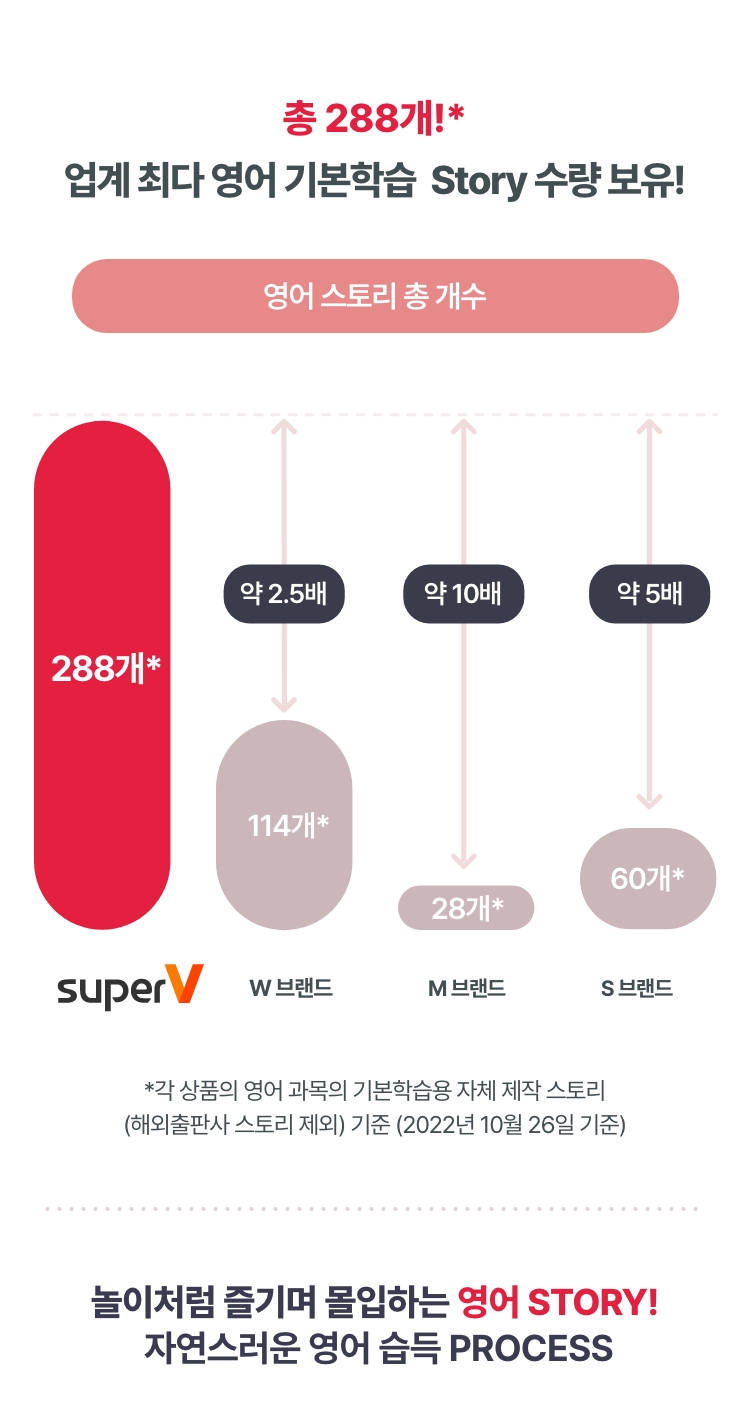 총 288개!*
업계 최다 영어 기본학습 Story 수량 보유!
영어 스토리 총 개수
약 2.5배
약 10배
약 5배
288개*
114개*
28개*
60개*
superV
W 브랜드
M 브랜드
S 브랜드
*각 상품의 영어 과목의 기본학습용 자체 제작 스토리
(해외출판사 스토리 제외) 기준 (2022년 10월 26일 기준)
놀이처럼 즐기며 몰입하는 영어 STORY!
자연스러운 영어 습득 PROCESS